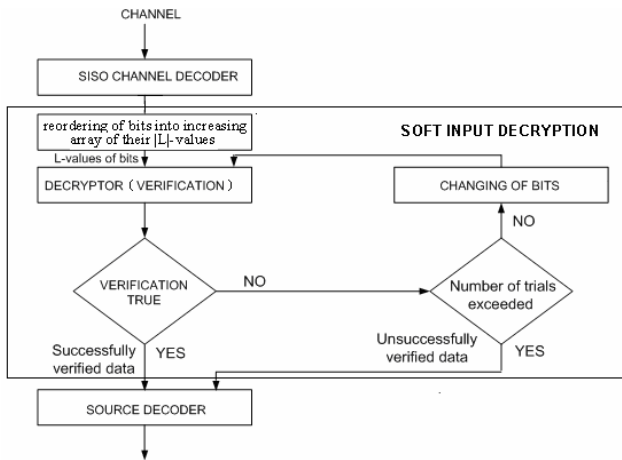 CHANNEL
SISO CHANNEL DECODER
reordering of bits into increasing
array of their |L|-values
SOFT INPUT DECRYPTION
L-values of bits
DECRYPTOR ( VERIFICATION )
CHANGING OF BITS
NO
VERIFICATION
TRUE
NO
Number of trials
exceeded
Successfully
verified data
YES
Unsuccessfully
verified data
YES
SOURCE DECODER